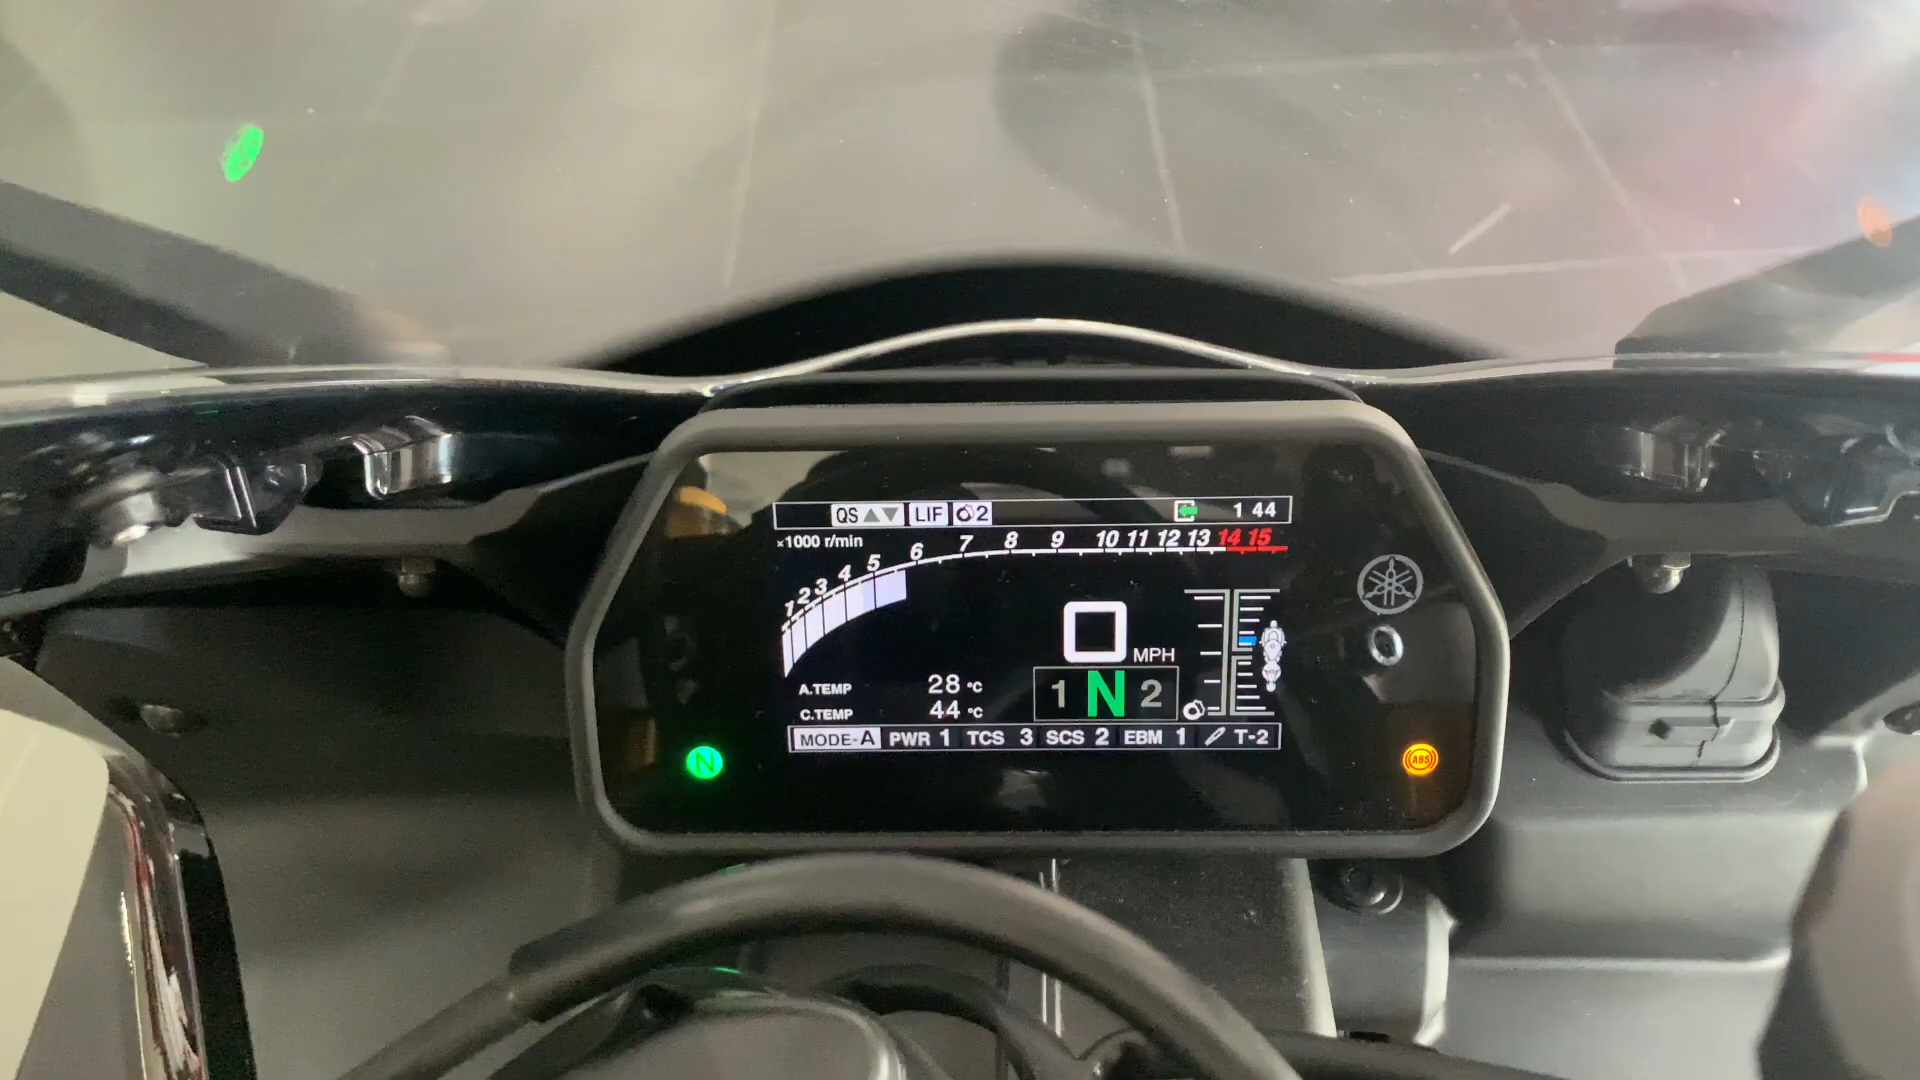 QS LIF 2 1 44
×1000 r/min
1 2 3 4 5 6 7 8 9 10 11 12 13 14 15
0 MPH
A.TEMP 28 °C
1 N 2
C.TEMP 44 °C
MODE-A PWR 1 TCS 3 SCS 2 EBM 1 T-2
N
ABS